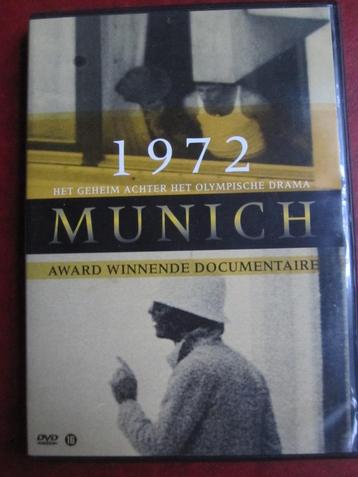 1972
HET GEHEIM ACHTER HET OLYMPISCHE DRAMA
MUNICH
AWARD WINNENDE DOCUMENTAIRE
DVD
16